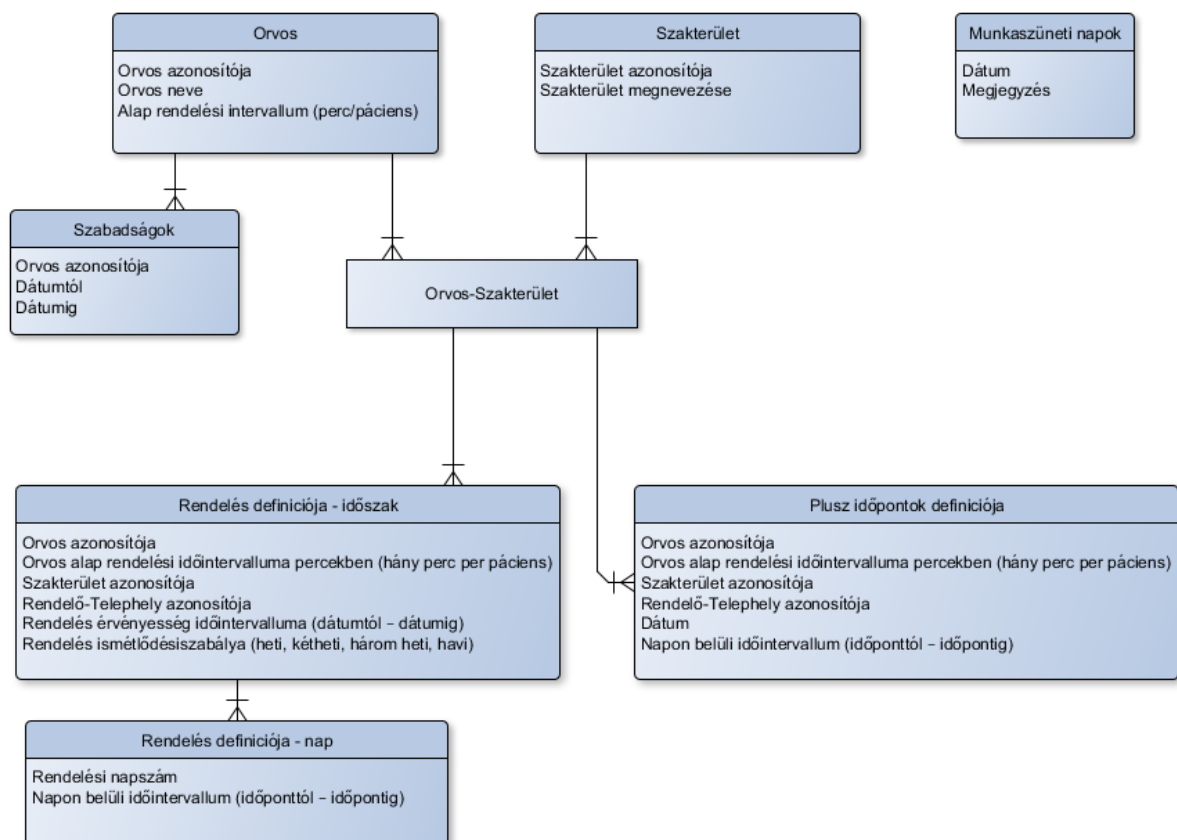 Orvos
Orvos azonosítója
Orvos neve
Alap rendelési intervallum (perc/páciens)
Szakterület
Szakterület azonosítója
Szakterület megnevezése
Munkaszüneti napok
Dátum
Megjegyzés
Szabadságok
Orvos azonosítója
Dátumtól
Dátumig
Orvos-Szakterület
Rendelés definiciója - időszak
Orvos azonosítója
Orvos alap rendelési időintervalluma percekben (hány perc per páciens)
Szakterület azonosítója
Rendelő-Telephely azonosítója
Rendelés érvényesség időintervalluma (dátumtól – dátumig)
Rendelés ismétlődésiszabálya (heti, kétheti, három heti, havi)
Plusz időpontok definiciója
Orvos azonosítója
Orvos alap rendelési időintervalluma percekben (hány perc per páciens)
Szakterület azonosítója
Rendelő-Telephely azonosítója
Dátum
Napon belüli időintervallum (időponttól – időpontig)
Rendelés definiciója - nap
Rendelési napszám
Napon belüli időintervallum (időponttól – időpontig)